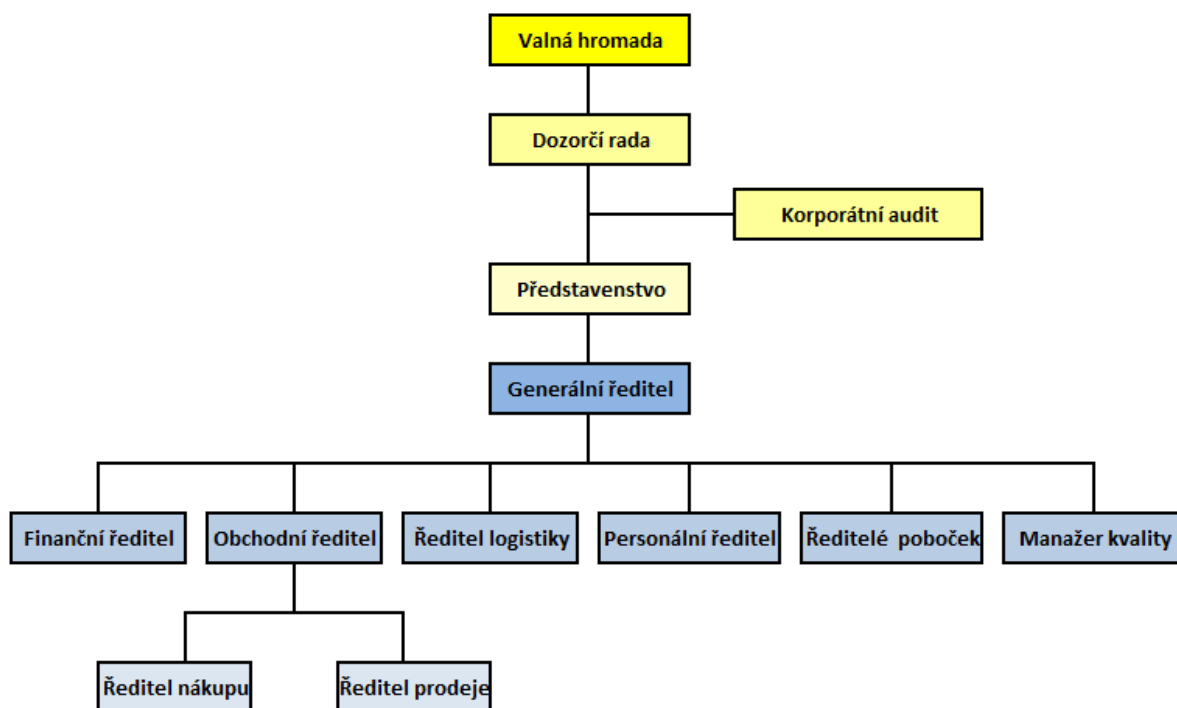 Valná hromada
Dozorčí rada
Korporátní audit
Představenstvo
Generální ředitel
Finanční ředitel
Obchodní ředitel
Ředitel logistiky
Personální ředitel
Ředitelé poboček
Manažer kvality
Ředitel nákupu
Ředitel prodeje